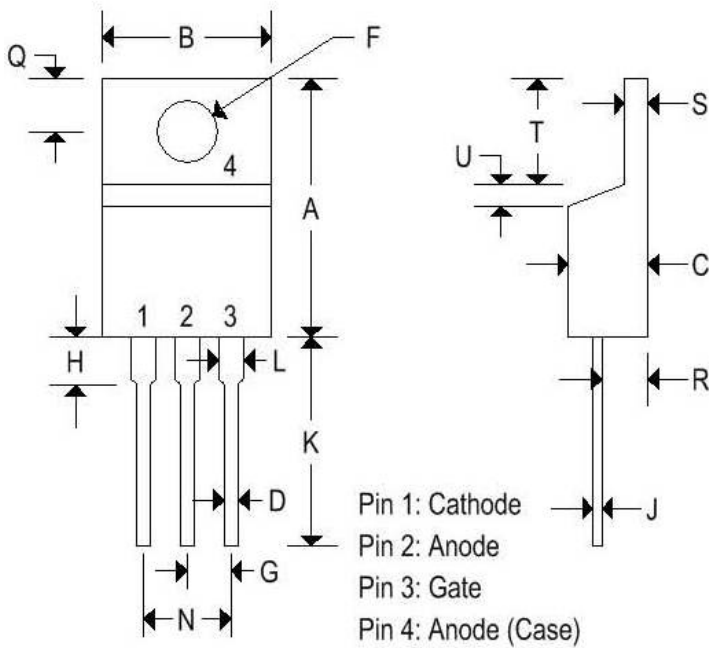 B
F
Q
S
T
4
U
A
C
1 2 3
H
L
R
K
D
J
G
N
Pin 1: Cathode
Pin 2: Anode
Pin 3: Gate
Pin 4: Anode (Case)